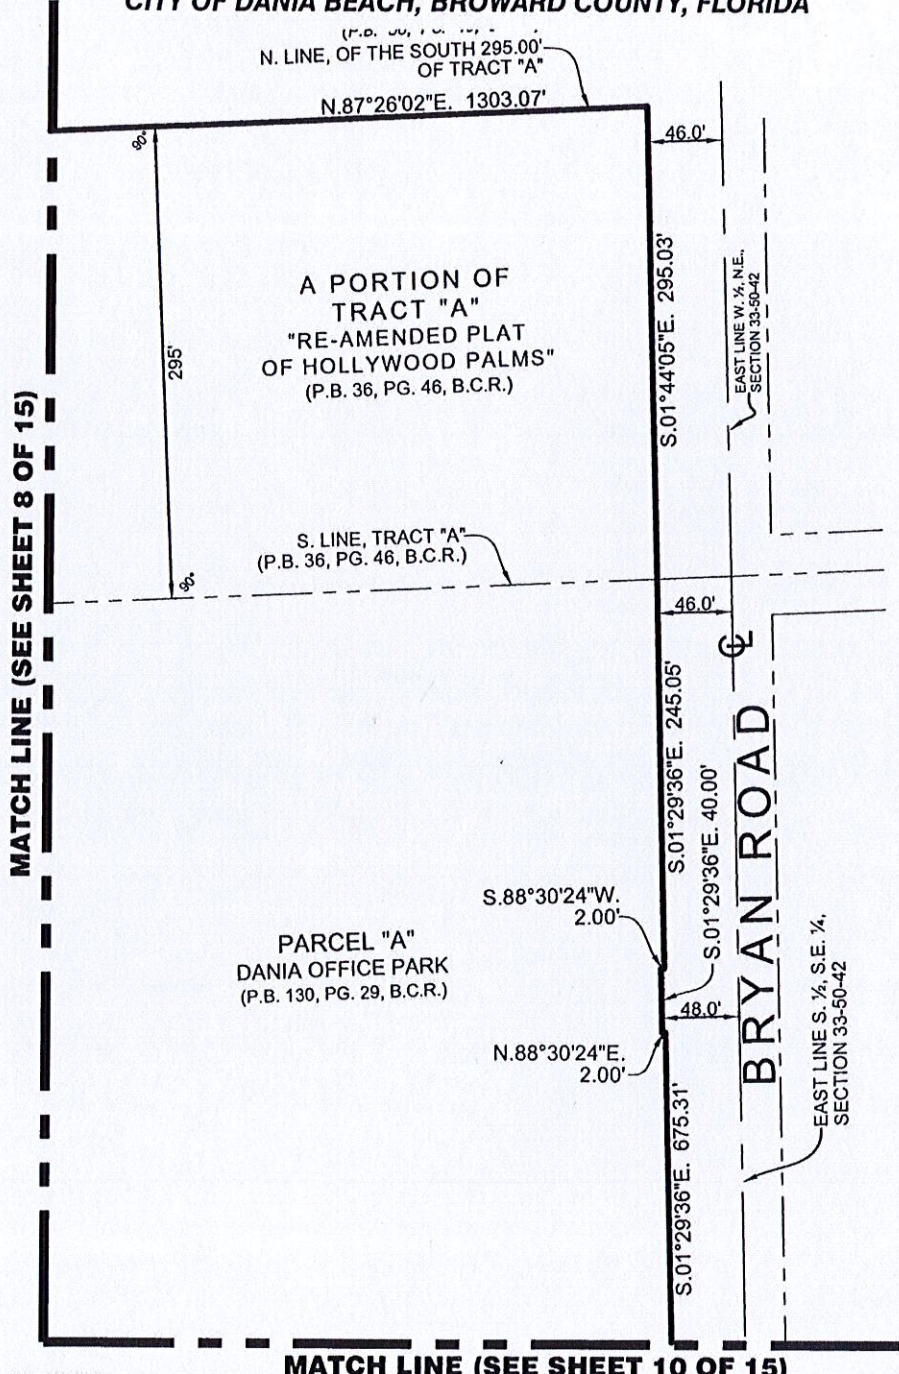 CITY OF DANIA BEACH, BROWARD COUNTY, FLORIDA
N. LINE, OF THE SOUTH 295.00'
OF TRACT "A"
N.87°26'02"E. 1303.07'
46.0'
90°
A PORTION OF
TRACT "A"
"RE-AMENDED PLAT
OF HOLLYWOOD PALMS"
(P.B. 36, PG. 46, B.C.R.)
295'
S.01°44'05"E. 295.03'
EAST LINE W. ½, N.E.
SECTION 33-50-42
MATCH LINE (SEE SHEET 8 OF 15)
S. LINE, TRACT "A"
(P.B. 36, PG. 46, B.C.R.)
90°
46.0'
S.01°29'36"E. 245.05'
S.01°29'36"E. 40.00'
BRYAN ROAD
S.88°30'24"W.
2.00'
PARCEL "A"
DANIA OFFICE PARK
(P.B. 130, PG. 29, B.C.R.)
48.0'
N.88°30'24"E.
2.00'
EAST LINE S. ½, S.E. ¼,
SECTION 33-50-42
S.01°29'36"E. 675.31'
MATCH LINE (SEE SHEET 10 OF 15)